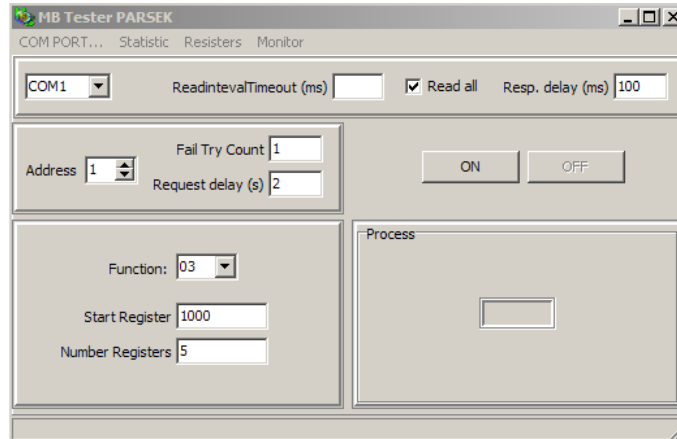 MB Tester PARSEK
COM PORT... Statistic Resisters Monitor
COM1 ReadintevalTimeout (ms) Read all Resp. delay (ms) 100
Fail Try Count 1
Address 1
Request delay (s) 2
ON OFF
Process
Function: 03
Start Register 1000
Number Registers 5